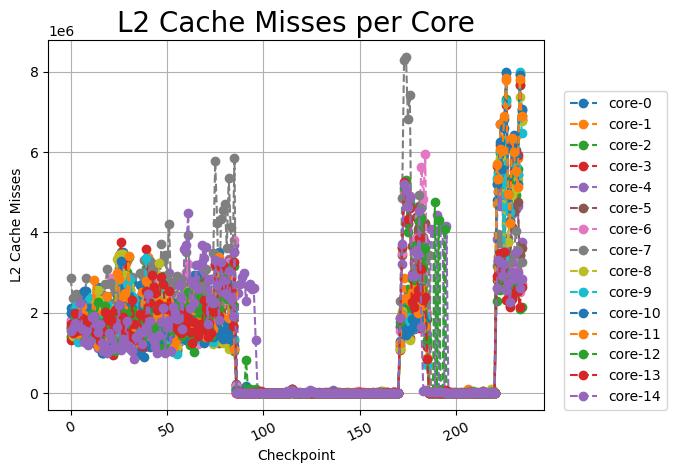 L2 Cache Misses per Core
1e6
8
6
4
2
0
L2 Cache Misses
0
50
100
150
200
Checkpoint
core-0
core-1
core-2
core-3
core-4
core-5
core-6
core-7
core-8
core-9
core-10
core-11
core-12
core-13
core-14